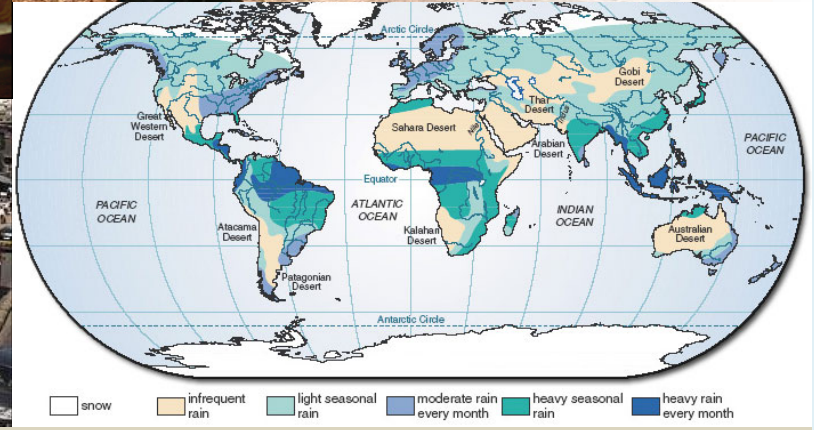 Arctic Circle
Gobi
Desert
Thar
Desert
Indus
Great
Western
Desert
Sahara Desert
Nile
Arabian
Desert
PACIFIC
OCEAN
Equator
PACIFIC
OCEAN
ATLANTIC
OCEAN
INDIAN
OCEAN
Atacama
Desert
Kalahari
Desert
Australian
Desert
Patagonian
Desert
Antarctic Circle
snow
infrequent
rain
light seasonal
rain
moderate rain
every month
heavy seasonal
rain
heavy rain
every month